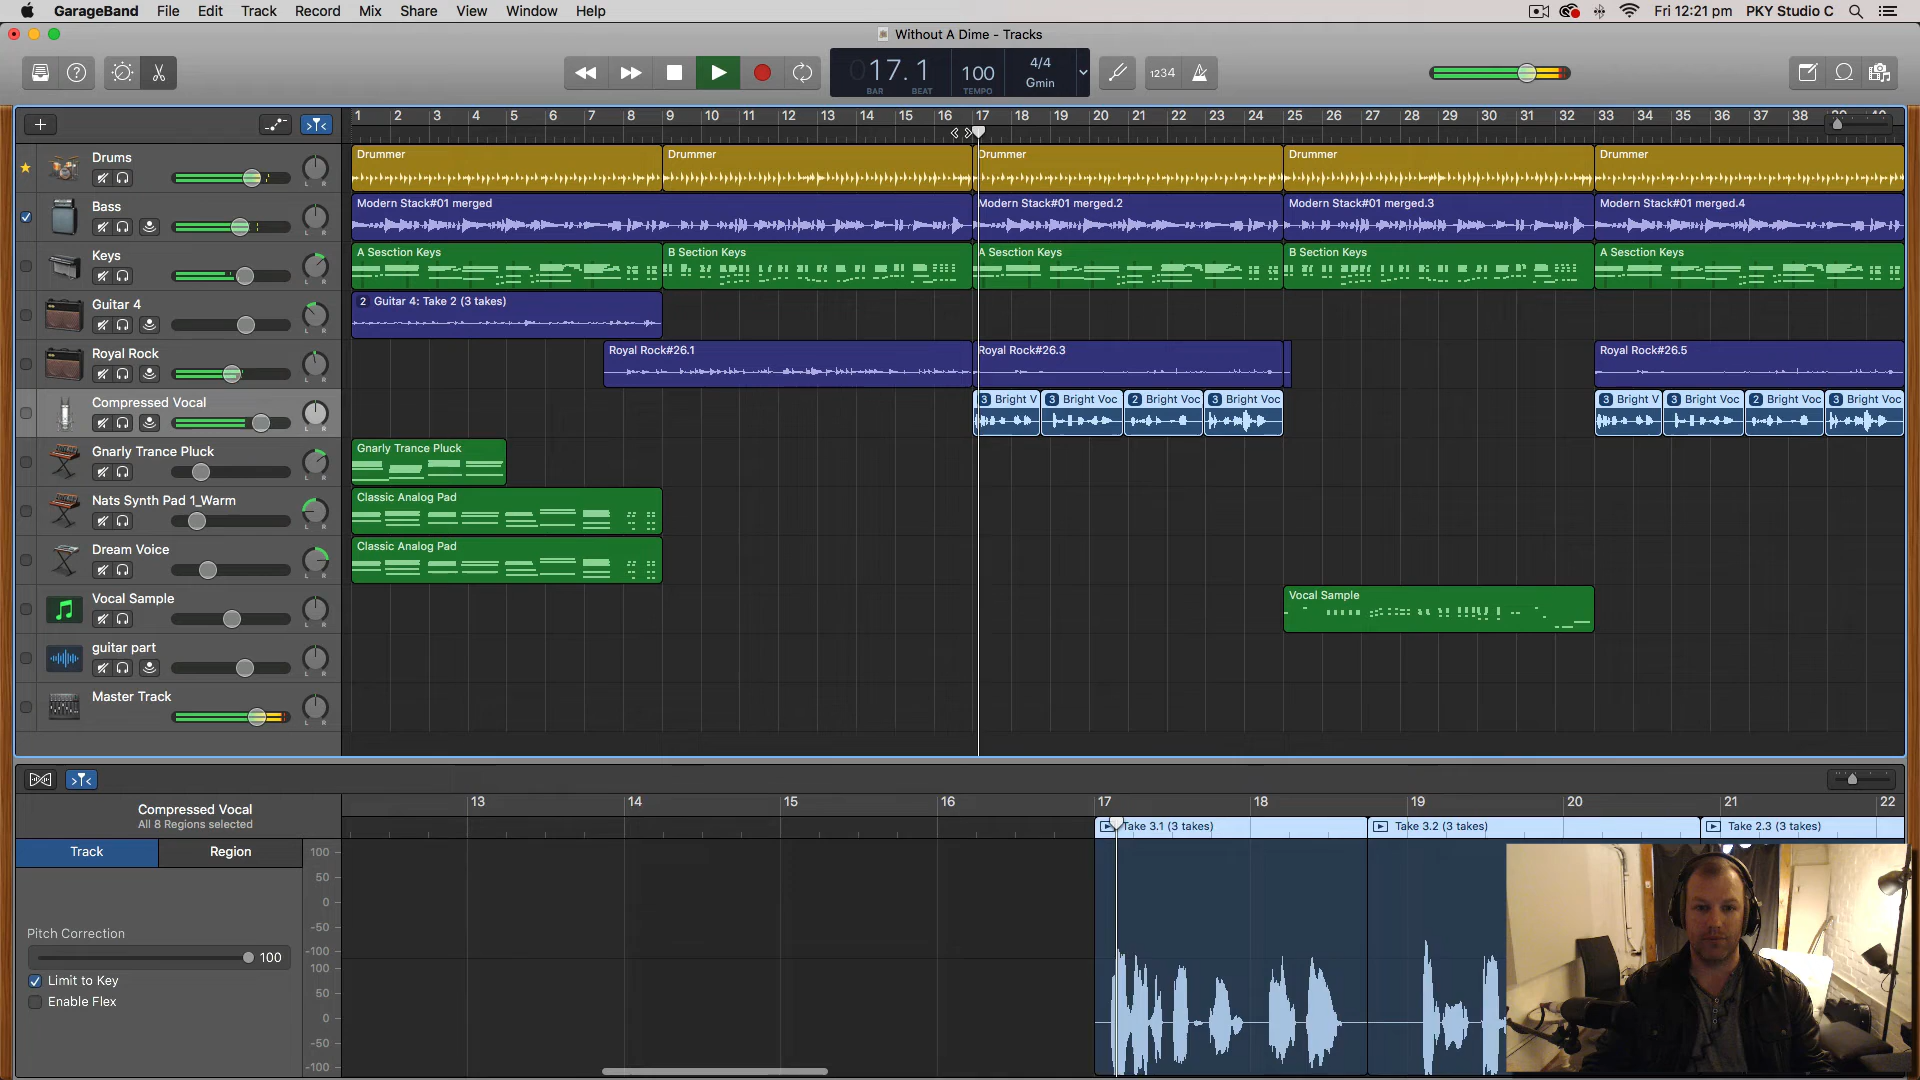 GarageBand File Edit Track Record Mix Share View Window Help Fri 12:21 pm PKY Studio C
Without A Dime - Tracks
017. 1 100 4/4 Gmin 1234
BAR BEAT TEMPO
1 2 3 4 5 6 7 8 9 10 11 12 13 14 15 16 17 18 19 20 21 22 23 24 25 26 27 28 29 30 31 32 33 34 35 36 37 38 39 40
Drums
Drummer Drummer Drummer Drummer Drummer
L R
Bass
Modern Stack#01 merged Modern Stack#01 merged.2 Modern Stack#01 merged.3 Modern Stack#01 merged.4
L R
Keys
A Sesction Keys B Section Keys A Sesction Keys B Section Keys A Sesction Keys
L R
Guitar 4
2 Guitar 4: Take 2 (3 takes)
L R
Royal Rock
Royal Rock#26.1 Royal Rock#26.3 Royal Rock#26.5
L R
Compressed Vocal
3 Bright V 3 Bright Voc 2 Bright Voc 3 Bright Voc 3 Bright V 3 Bright Voc 2 Bright Voc 3 Bright Voc
L R
Gnarly Trance Pluck
Gnarly Trance Pluck
L R
Nats Synth Pad 1_Warm
Classic Analog Pad
L R
Dream Voice
Classic Analog Pad
L R
Vocal Sample
Vocal Sample
L R
guitar part
L R
Master Track
L R
13 14 15 16 17 18 19 20 21 22
Compressed Vocal
All 8 Regions selected
Take 3.1 (3 takes) Take 3.2 (3 takes) Take 2.3 (3 takes)
Track Region
100
50
0
-50
-100
100
50
0
-50
-100
Pitch Correction
100
Limit to Key
Enable Flex